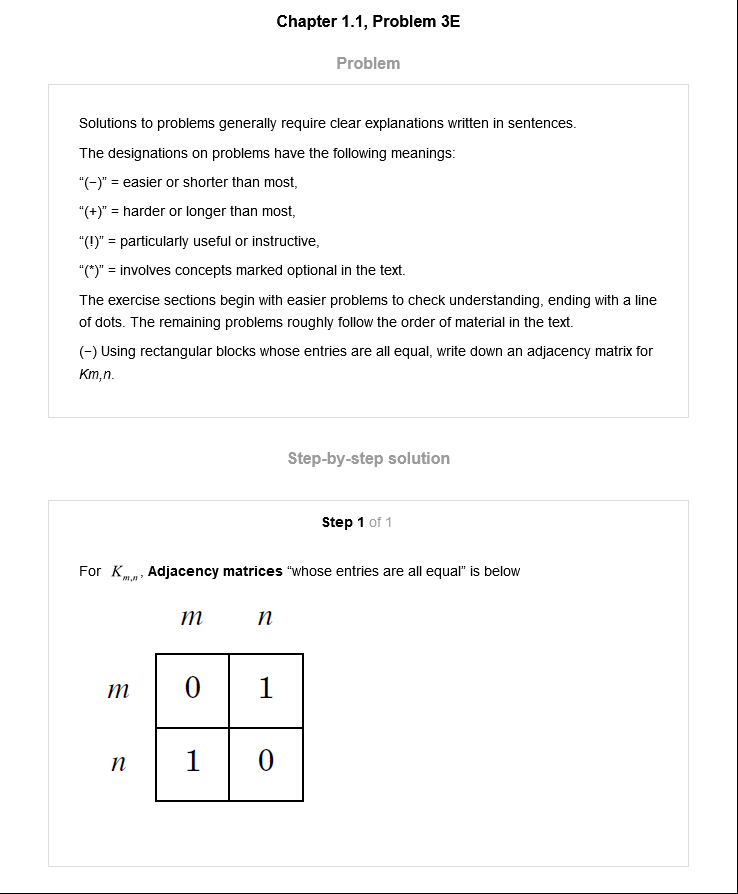 Chapter 1.1, Problem 3E
Problem
Solutions to problems generally require clear explanations written in sentences.
The designations on problems have the following meanings:
“(−)” = easier or shorter than most,
“(+)” = harder or longer than most,
“(!)” = particularly useful or instructive,
“(*)” = involves concepts marked optional in the text.
The exercise sections begin with easier problems to check understanding, ending with a line
of dots. The remaining problems roughly follow the order of material in the text.
(−) Using rectangular blocks whose entries are all equal, write down an adjacency matrix for
Km,n.
Step-by-step solution
Step 1 of 1
For K_{m,n}, Adjacency matrices “whose entries are all equal” is below
m n
m 0 1
n 1 0